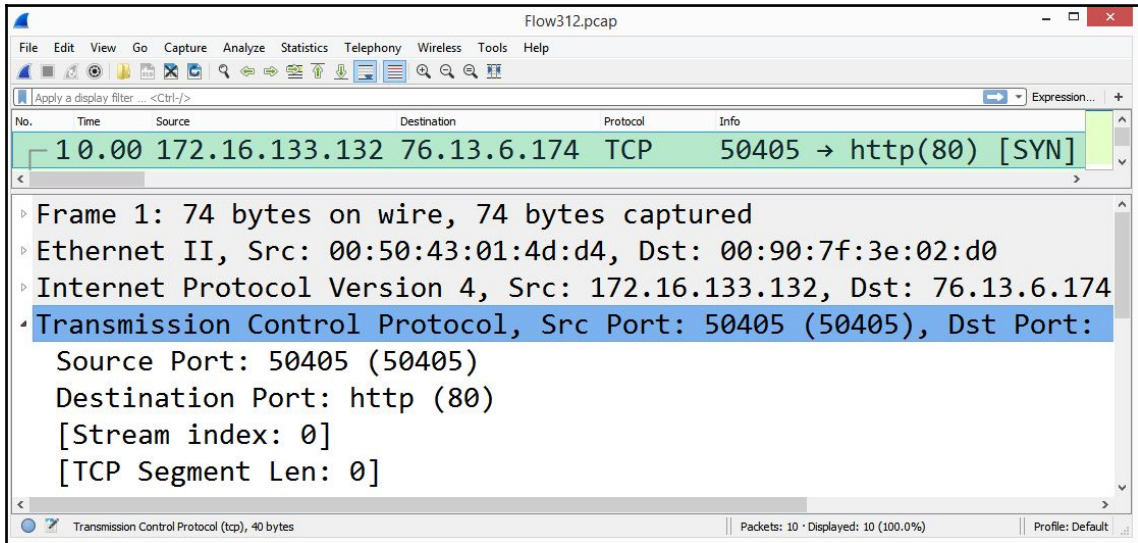 Flow312.pcap
File Edit View Go Capture Analyze Statistics Telephony Wireless Tools Help
Apply a display filter ... <Ctrl-/> Expression... +
No. Time Source Destination Protocol Info
1 0.00 172.16.133.132 76.13.6.174 TCP 50405 → http(80) [SYN]
Frame 1: 74 bytes on wire, 74 bytes captured
Ethernet II, Src: 00:50:43:01:4d:d4, Dst: 00:90:7f:3e:02:d0
Internet Protocol Version 4, Src: 172.16.133.132, Dst: 76.13.6.174
Transmission Control Protocol, Src Port: 50405 (50405), Dst Port:
Source Port: 50405 (50405)
Destination Port: http (80)
[Stream index: 0]
[TCP Segment Len: 0]
Transmission Control Protocol (tcp), 40 bytes Packets: 10 · Displayed: 10 (100.0%) Profile: Default